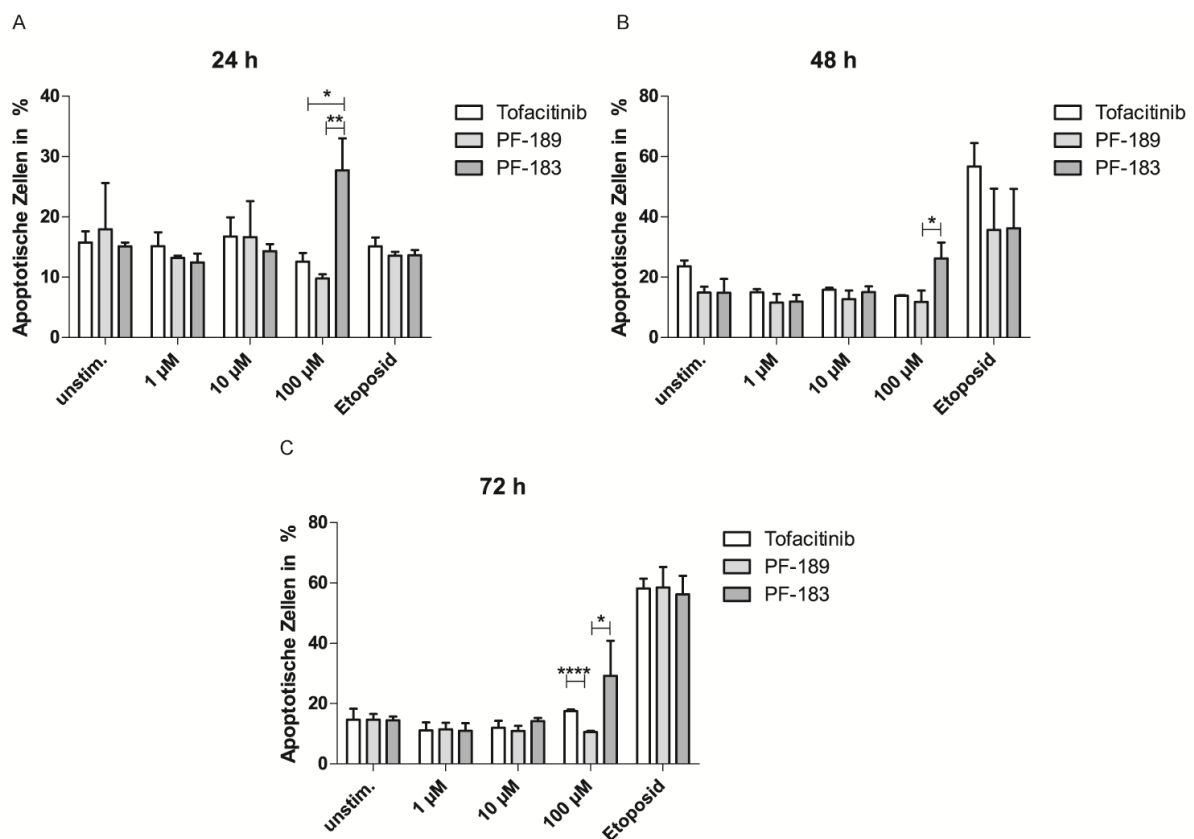 A
24 h
Apoptotische Zellen in %
40
30
20
10
0
*
**
Tofacitinib
PF-189
PF-183
unstim.
1 µM
10 µM
100 µM
Etoposid
B
48 h
Apoptotische Zellen in %
80
60
40
20
0
*
Tofacitinib
PF-189
PF-183
unstim.
1 µM
10 µM
100 µM
Etoposid
C
72 h
Apoptotische Zellen in %
80
60
40
20
0
****
*
Tofacitinib
PF-189
PF-183
unstim.
1 µM
10 µM
100 µM
Etoposid